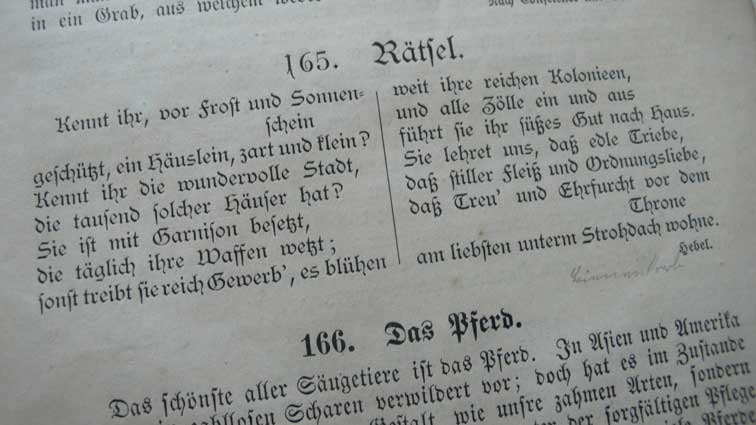 in ein Grab, aus welchem
165. Rätsel.
Kennt ihr, vor Frost und Sonnen-
schein
geschützt, ein Häuslein, zart und klein?
Kennt ihr die wundervolle Stadt,
die tausend solcher Häuser hat?
Sie ist mit Garnison besetzt,
die täglich ihre Waffen wetzt;
sonst treibt sie reich Gewerb', es blühen
weit ihre reichen Kolonieen,
und alle Zölle ein und aus
führt sie ihr süßes Gut nach Haus.
Sie lehret uns, daß edle Triebe,
daß stiller Fleiß und Ordnungsliebe,
daß Treu' und Ehrfurcht vor dem
Throne
am liebsten unterm Strohdach wohne.
Hebel.
166. Das Pferd.
Das schönste aller Säugetiere ist das Pferd. In Asien und Amerika
zahllosen Scharen verwildert vor; doch hat es im Zustande
Gestalt, wie unsre zahmen Arten, sondern
der sorgfältigen Pflege
Pferde